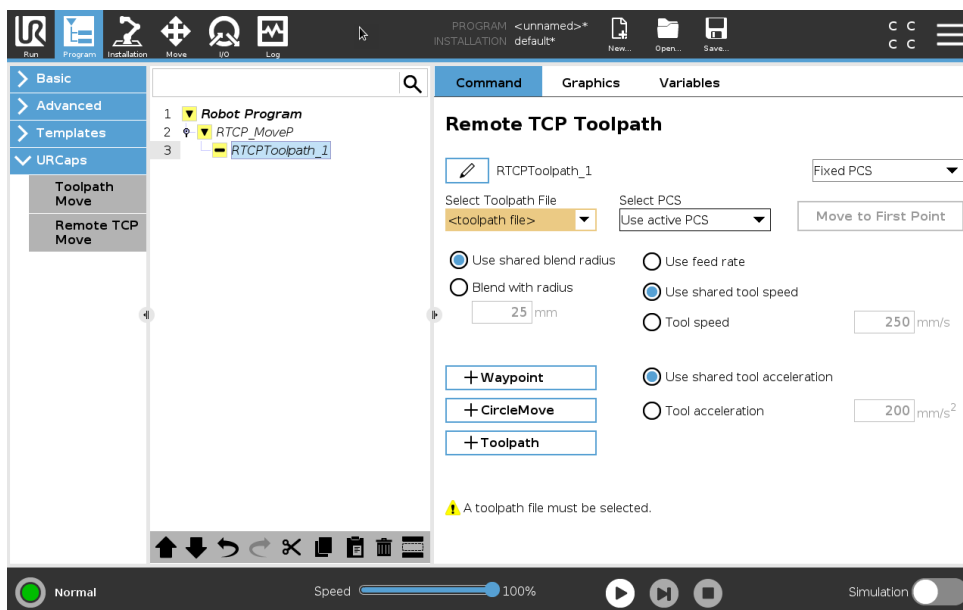 UR
PROGRAM <unnamed>*
INSTALLATION default*
Run
Program
Installation
Move
I/O
Log
New...
Open...
Save...
C C
C C
Basic
Advanced
Templates
URCaps
Toolpath
Move
Remote TCP
Move
1 Robot Program
2 RTCP_MoveP
3 RTCPToolpath_1
Command Graphics Variables
Remote TCP Toolpath
RTCPToolpath_1
Fixed PCS
Select Toolpath File
Select PCS
<toolpath file>
Use active PCS
Move to First Point
Use shared blend radius
Use feed rate
Blend with radius
Use shared tool speed
25 mm
Tool speed
250 mm/s
+ Waypoint
Use shared tool acceleration
+ CircleMove
Tool acceleration
200 mm/s²
+ Toolpath
A toolpath file must be selected.
Normal
Speed
100%
Simulation